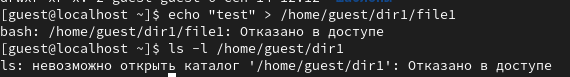 [guest@localhost ~]$ echo "test" > /home/guest/dir1/file1
bash: /home/guest/dir1/file1: Отказано в доступе
[guest@localhost ~]$ ls -l /home/guest/dir1
ls: невозможно открыть каталог '/home/guest/dir1': Отказано в доступе